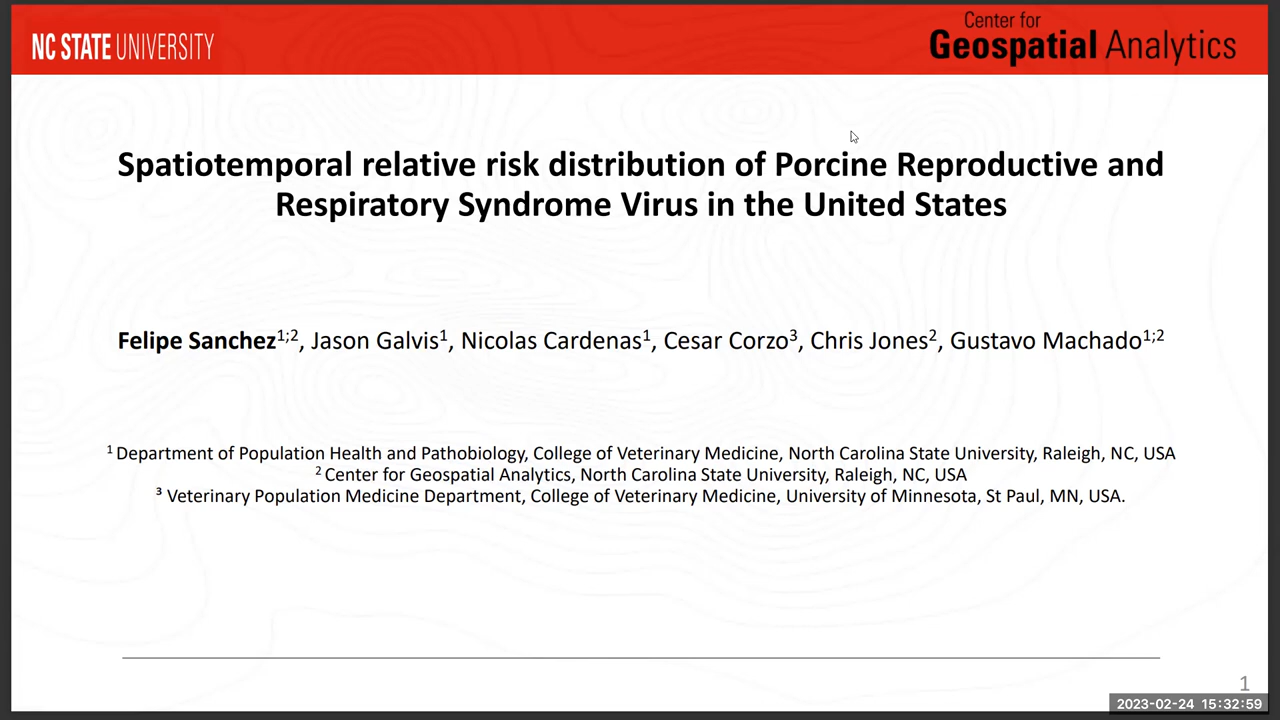 NC STATE UNIVERSITY
Center for
Geospatial Analytics
Spatiotemporal relative risk distribution of Porcine Reproductive and
Respiratory Syndrome Virus in the United States
Felipe Sanchez1;2, Jason Galvis1, Nicolas Cardenas1, Cesar Corzo3, Chris Jones2, Gustavo Machado1;2
1 Department of Population Health and Pathobiology, College of Veterinary Medicine, North Carolina State University, Raleigh, NC, USA
2 Center for Geospatial Analytics, North Carolina State University, Raleigh, NC, USA
3 Veterinary Population Medicine Department, College of Veterinary Medicine, University of Minnesota, St Paul, MN, USA.
1
2023-02-24 15:32:59